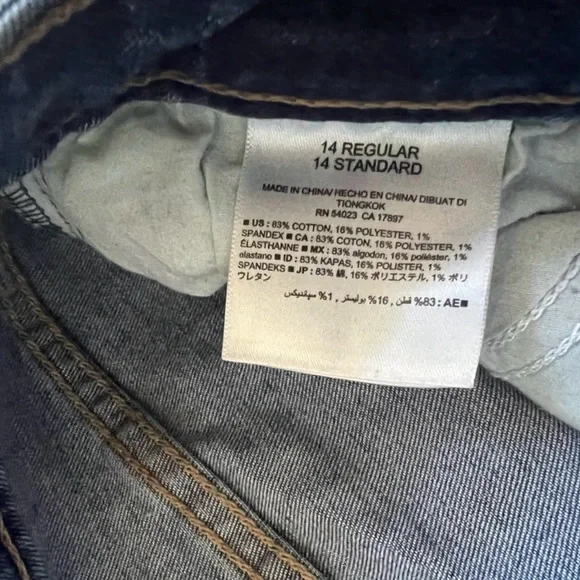 14 REGULAR
14 STANDARD
MADE IN CHINA/ HECHO EN CHINA/ DIBUAT DI
TIONGKOK
RN 54023 CA 17897
■ US : 83% COTTON, 16% POLYESTER, 1%
SPANDEX ■ CA : 83% COTON, 16% POLYESTER, 1%
ÉLASTHANNE ■ MX : 83% algodón, 16% poliéster, 1%
elastano ■ ID : 83% KAPAS, 16% POLISTER, 1%
SPANDEKS ■ JP : 83% 綿, 16% ポリエステル, 1% ポリ
ウレタン
■AE : 83% قطن, 16% بوليستر , 1% سپاندیکس